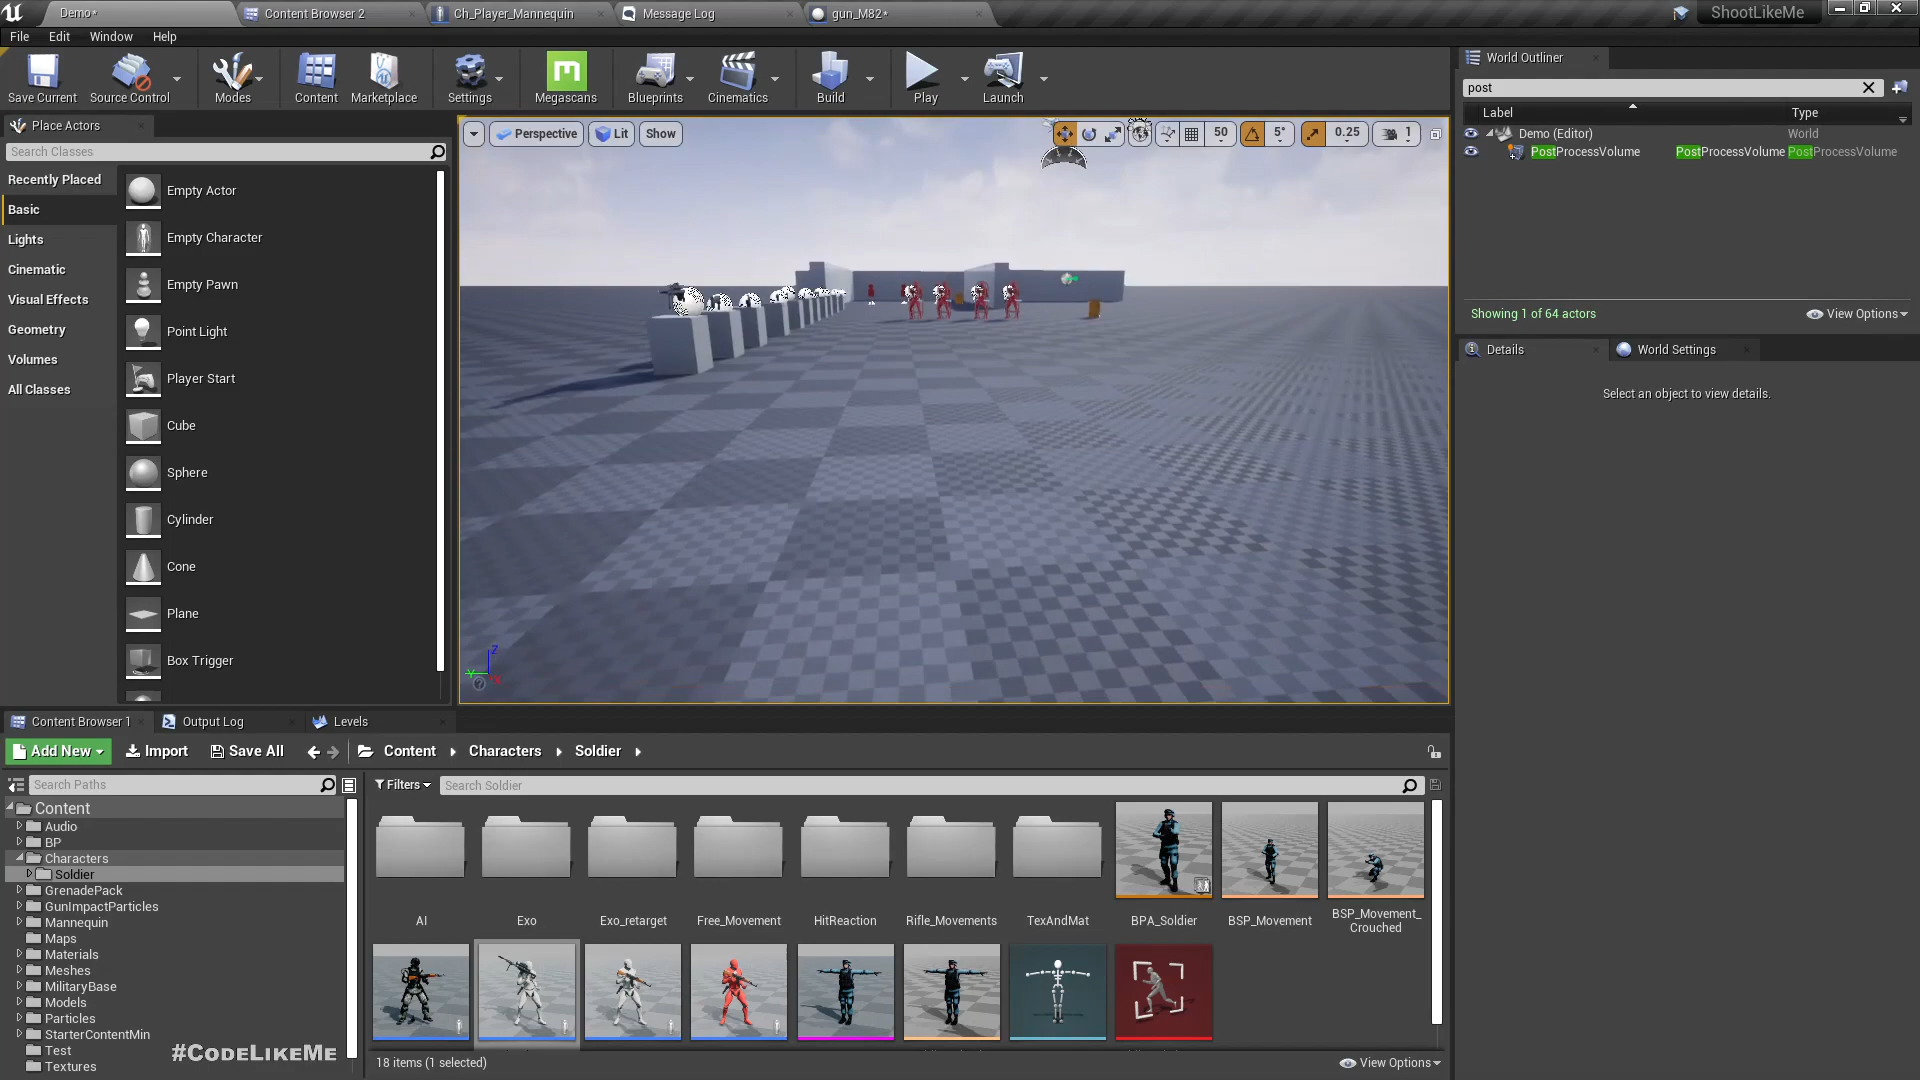 Demo*
Content Browser 2
Ch_Player_Mannequin
Message Log
gun_M82*
ShootLikeMe
File Edit Window Help
Save Current
Source Control
Modes
Content
Marketplace
Settings
Megascans
Blueprints
Cinematics
Build
Play
Launch
World Outliner
post
Label
Type
Demo (Editor)
World
PostProcessVolume
PostProcessVolume
PostProcessVolume
Showing 1 of 64 actors
View Options
Details
World Settings
Select an object to view details.
Place Actors
Search Classes
Recently Placed
Basic
Lights
Cinematic
Visual Effects
Geometry
Volumes
All Classes
Empty Actor
Empty Character
Empty Pawn
Point Light
Player Start
Cube
Sphere
Cylinder
Cone
Plane
Box Trigger
Perspective
Lit
Show
50
5°
0.25
1
Z
Y
X
Content Browser 1
Output Log
Levels
Add New
Import
Save All
Content
Characters
Soldier
Search Paths
Filters
Search Soldier
Content
Audio
BP
Characters
Soldier
GrenadePack
GunImpactParticles
Mannequin
Maps
Materials
Meshes
MilitaryBase
Models
Particles
StarterContentMin
Test
Textures
AI
Exo
Exo_retarget
Free_Movement
HitReaction
Rifle_Movements
TexAndMat
BPA_Soldier
BSP_Movement
BSP_Movement_
Crouched
18 items (1 selected)
View Options
#CODELIKEME